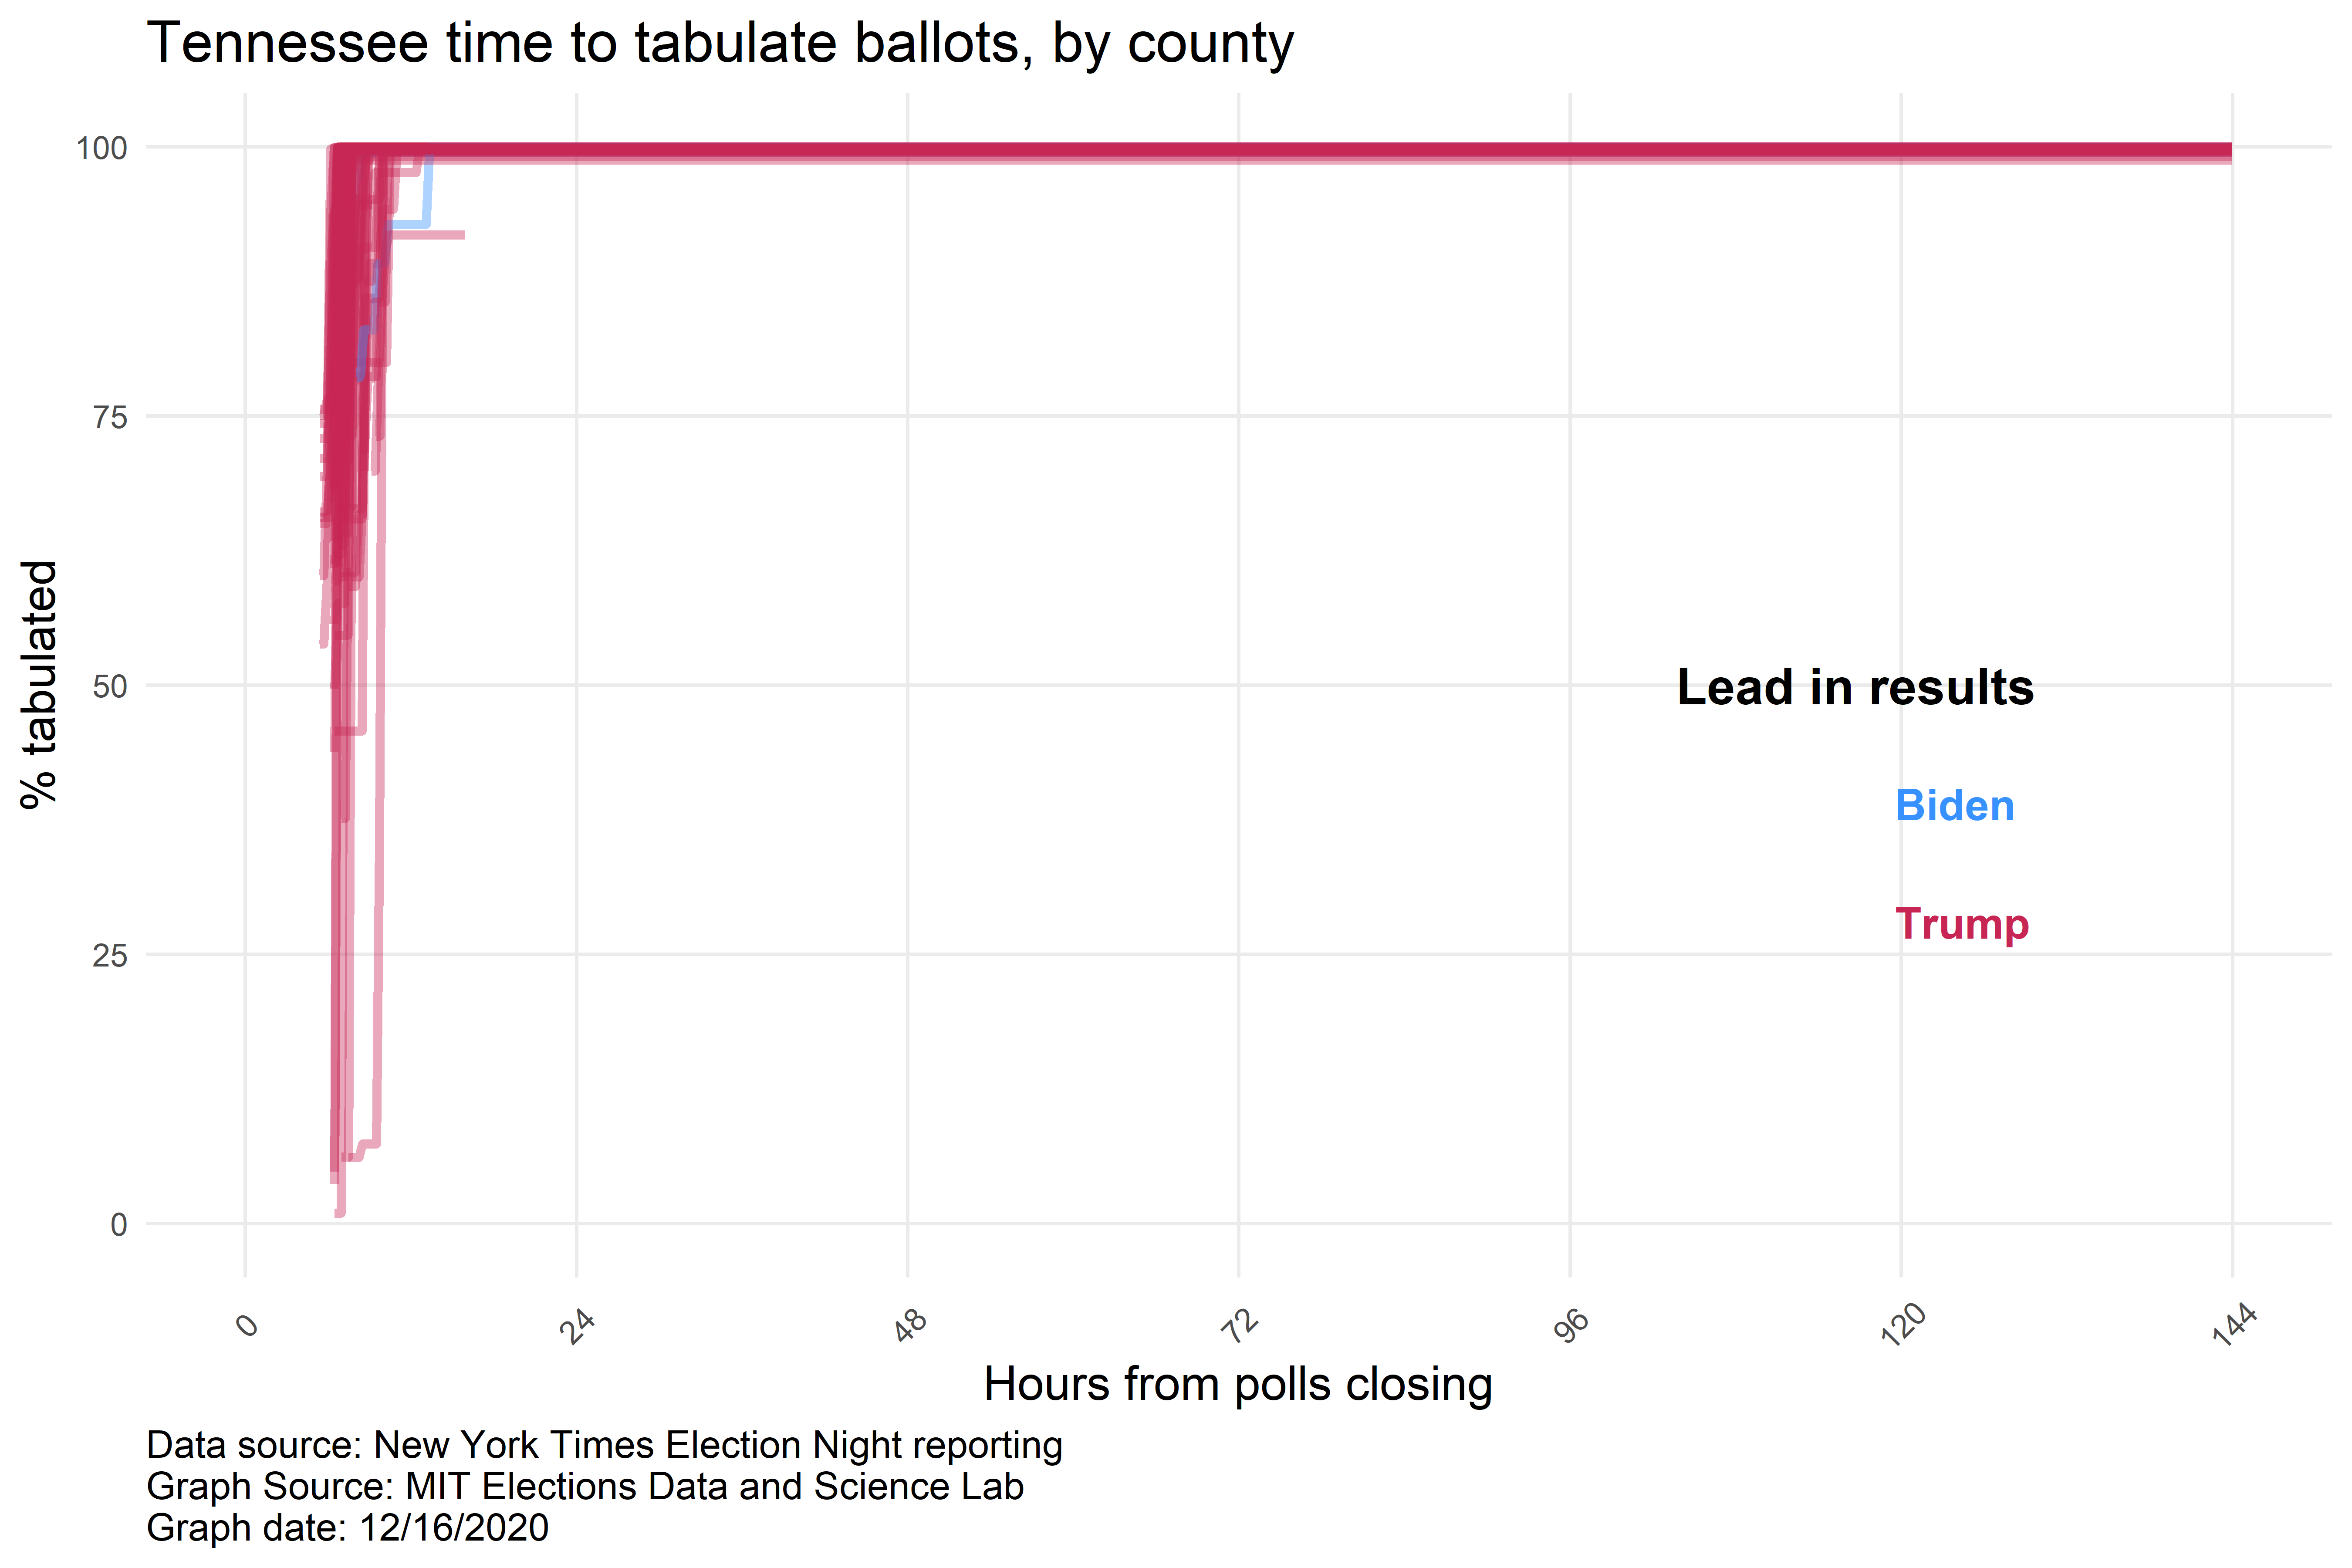 Tennessee time to tabulate ballots, by county
% tabulated
100
75
50
25
0
Lead in results
Biden
Trump
0 24 48 72 96 120 144
Hours from polls closing
Data source: New York Times Election Night reporting
Graph Source: MIT Elections Data and Science Lab
Graph date: 12/16/2020